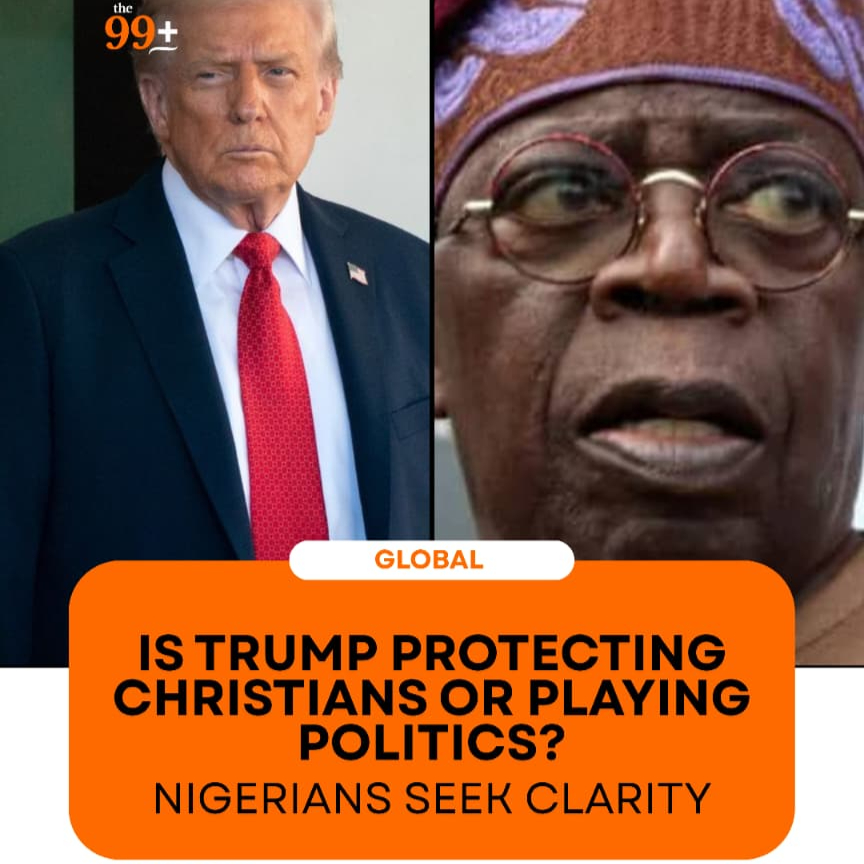 the
99+
GLOBAL
IS TRUMP PROTECTING
CHRISTIANS OR PLAYING
POLITICS?
NIGERIANS SEEK CLARITY